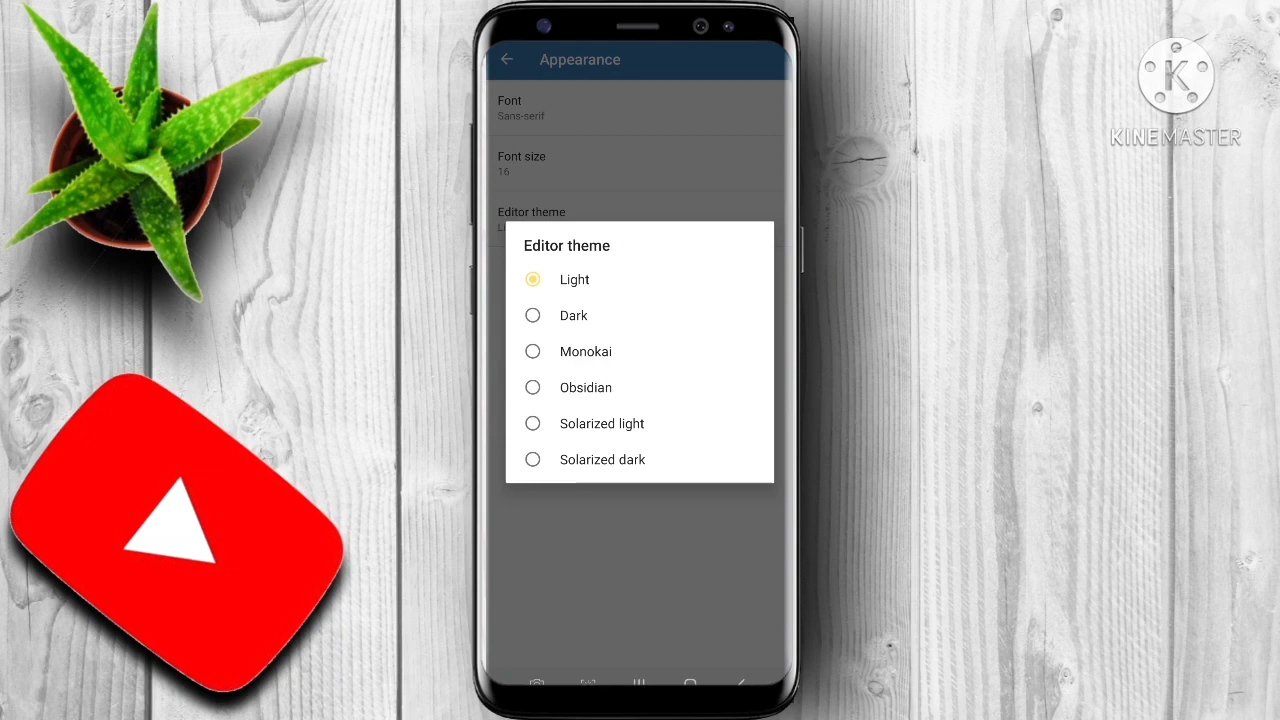 Appearance
Font
Sans-serif
Font size
16
Editor theme
Editor theme
Light
Dark
Monokai
Obsidian
Solarized light
Solarized dark
K
KINEMASTER